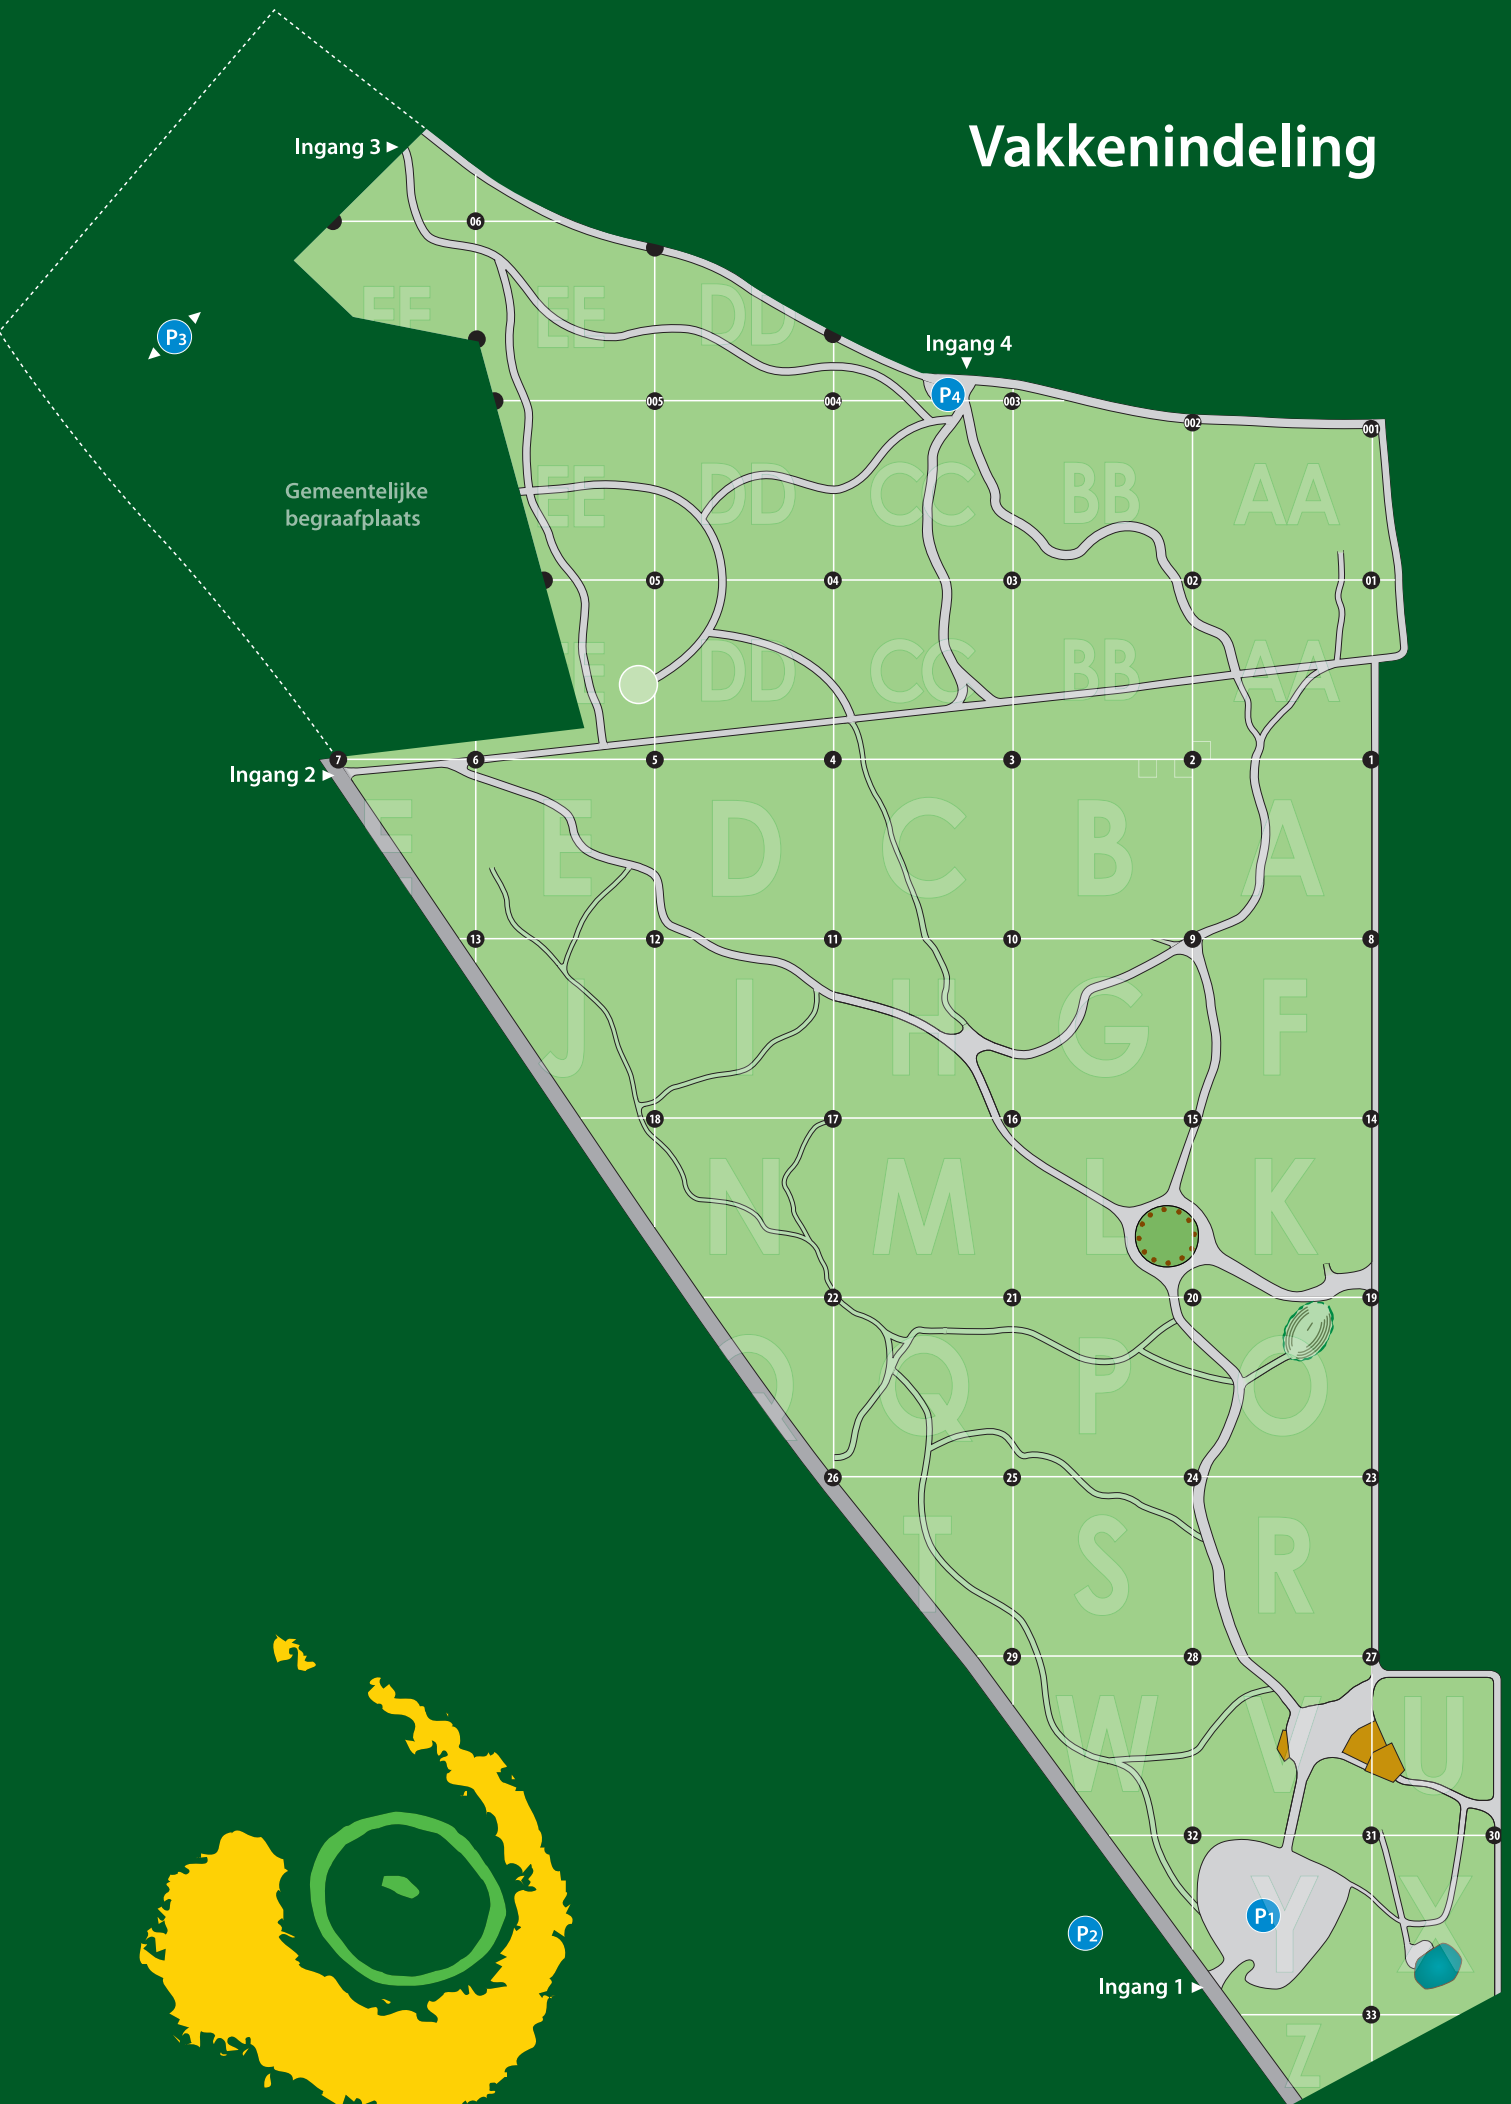 Vakkenindeling
Ingang 3
06
EE EE DD
P3
Ingang 4
P4
005 004 003 002 001
Gemeentelijke
begraafplaats
EE DD CC BB AA
05 04 03 02 01
EE DD CC BB AA
7 6 5 4 3 2 1
Ingang 2
E E D C B A
13 12 11 10 9 8
J I H G F
18 17 16 15 14
N M L K
22 21 20 19
Q Q P O
26 25 24 23
T S R
29 28 27
W V U
32 31 30
P2 P1 Y X
Ingang 1
33
Z